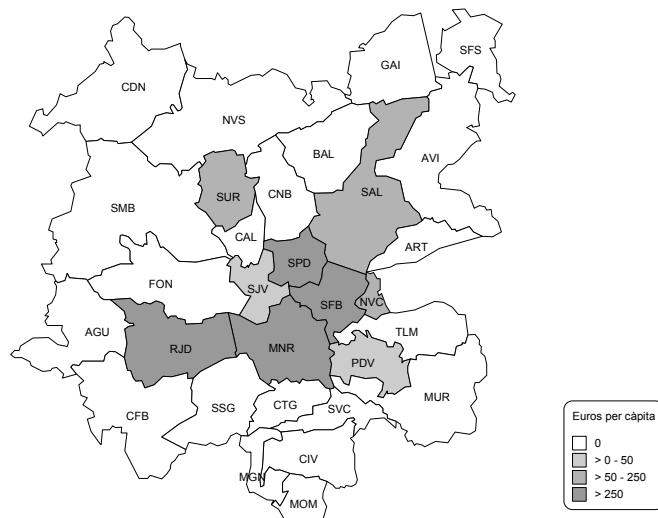 SFS
GAI
CDN
NVS
BAL
AVI
SUR
CNB
SAL
SMB
CAL
ART
SPD
FON
SJV
SFB
NVC
AGU
TLM
RJD
MNR
PDV
CFB
SSG
CTG
SVC
MUR
CIV
MGN
MOM
Euros per càpita
0
> 0 - 50
> 50 - 250
> 250